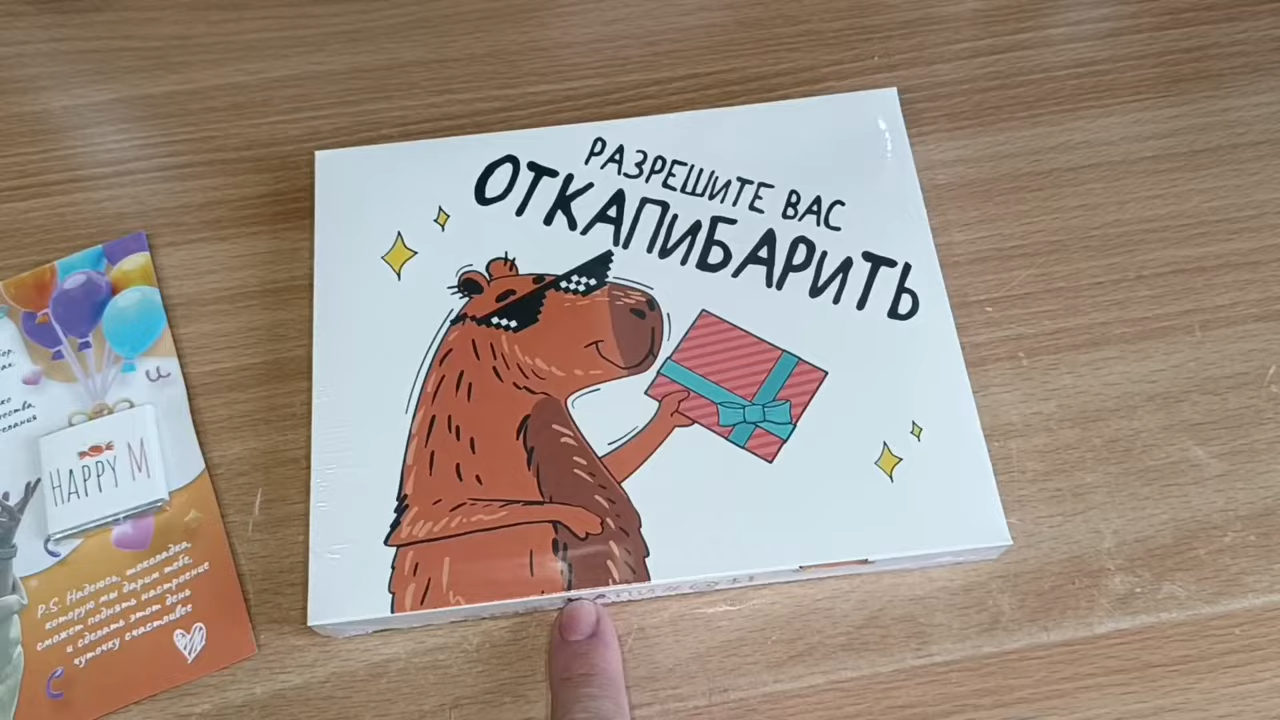 РАЗРЕШИТЕ ВАС
ОТКАПИБАРИТЬ
HAPPY M
P.S. Надеюсь, шоколадка,
которую мы дарим тебе,
сможет поднять настроение
и сделать этот день
чуточку счастливее